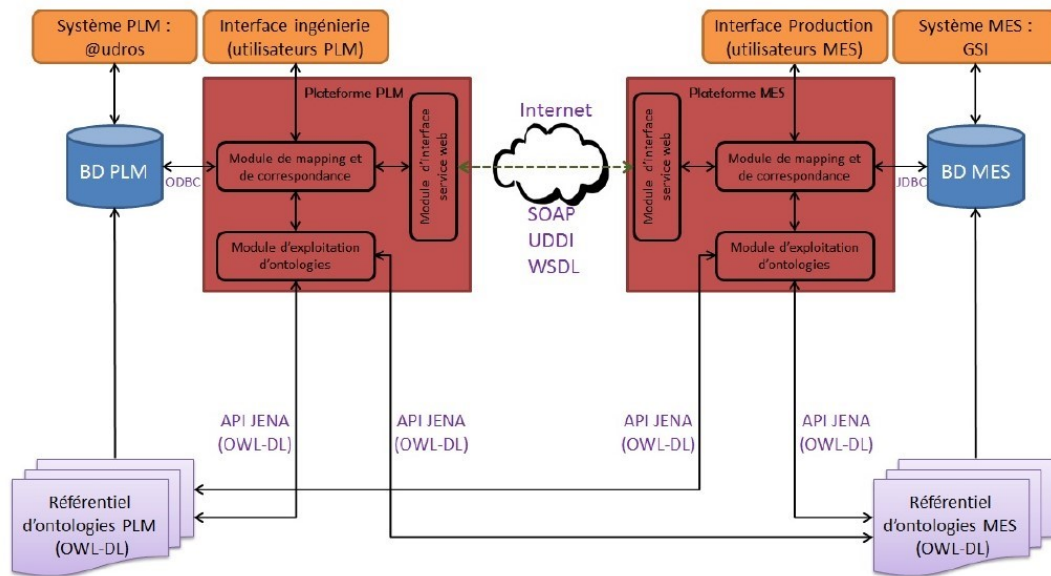 Système PLM :
@udros
Interface ingénierie
(utilisateurs PLM)
Interface Production
(utilisateurs MES)
Système MES :
GSI
Plateforme PLM
Plateforme MES
Internet
BD PLM
ODBC
Module de mapping et
de correspondance
Module d'interface
service web
Module d'exploitation
d'ontologies
SOAP
UDDI
WSDL
Module d'interface
service web
Module de mapping et
de correspondance
Module d'exploitation
d'ontologies
JDBC
BD MES
API JENA
(OWL-DL)
API JENA
(OWL-DL)
API JENA
(OWL-DL)
API JENA
(OWL-DL)
Référentiel
d'ontologies PLM
(OWL-DL)
Référentiel
d'ontologies MES
(OWL-DL)